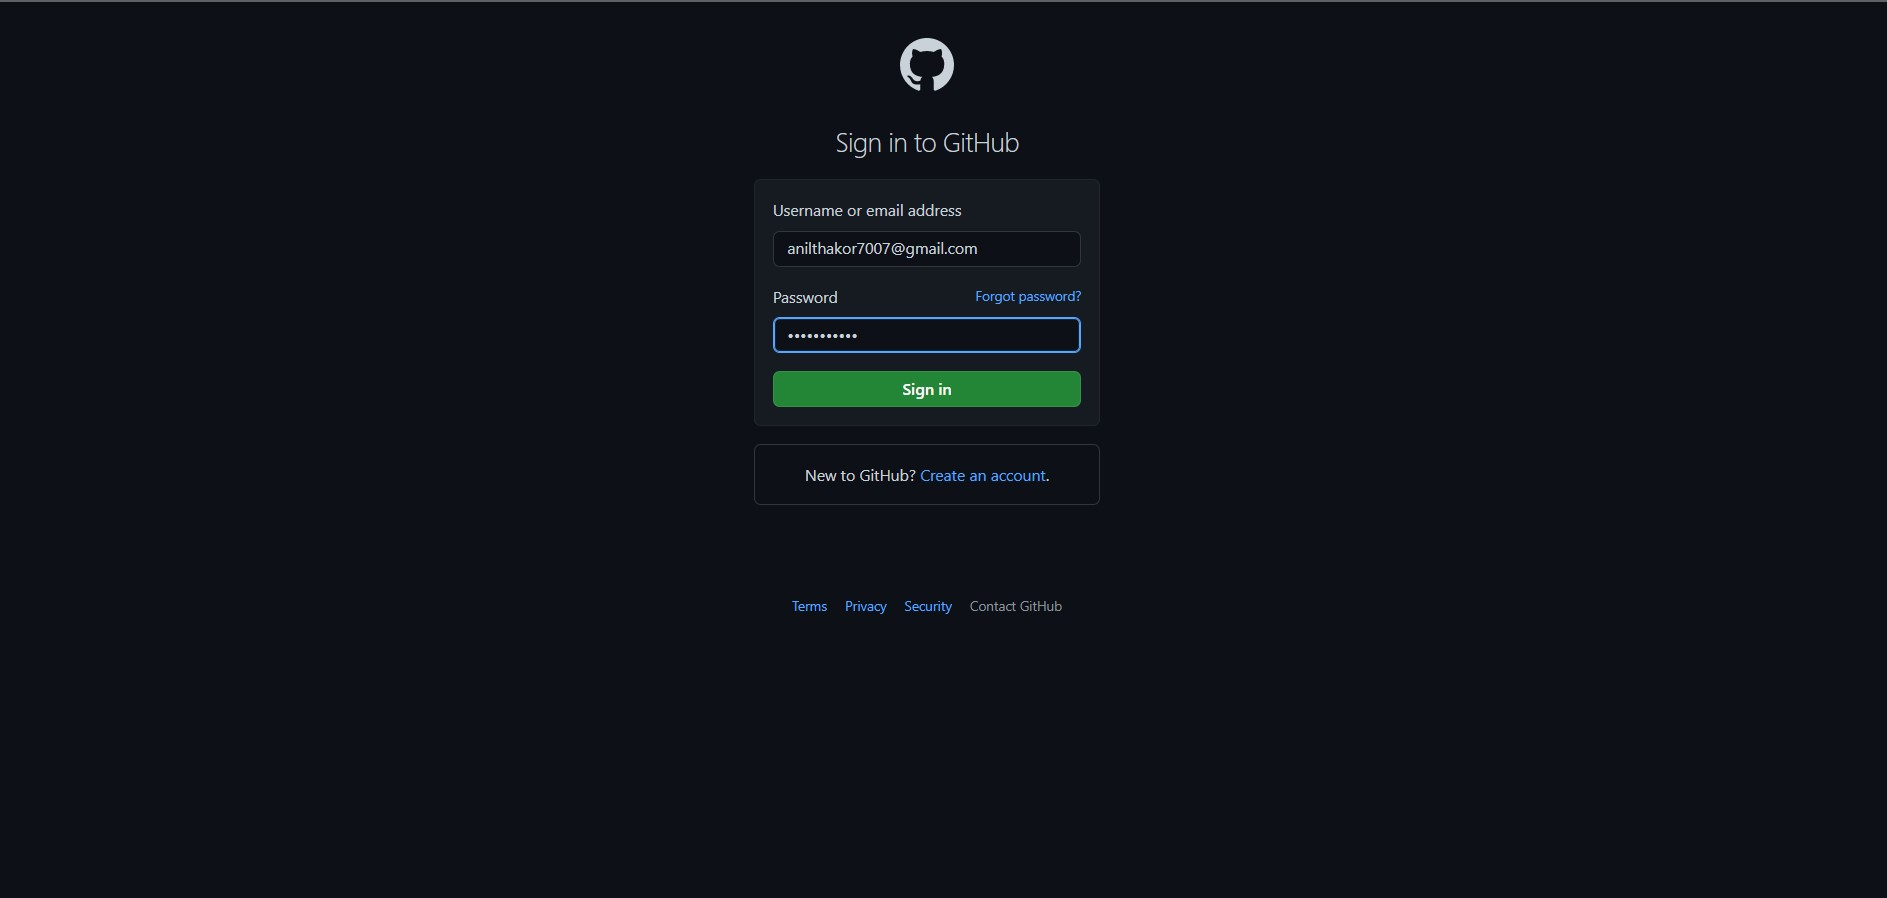 Sign in to GitHub
Username or email address
anilthakor7007@gmail.com
Password Forgot password?
•••••••••••
Sign in
New to GitHub? Create an account.
Terms Privacy Security Contact GitHub